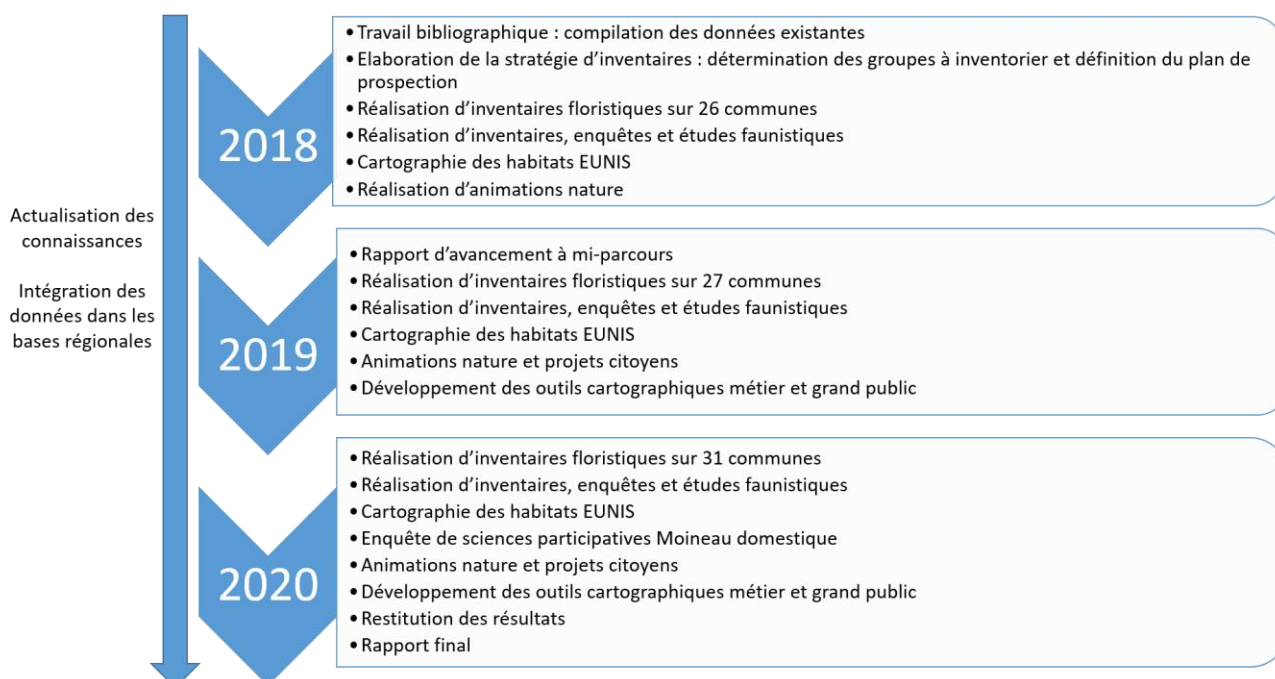 Actualisation des
connaissances
Intégration des
données dans les
bases régionales
2018
• Travail bibliographique : compilation des données existantes
• Elaboration de la stratégie d'inventaires : détermination des groupes à inventorier et définition du plan de
prospection
• Réalisation d'inventaires floristiques sur 26 communes
• Réalisation d'inventaires, enquêtes et études faunistiques
• Cartographie des habitats EUNIS
• Réalisation d'animations nature
2019
• Rapport d'avancement à mi-parcours
• Réalisation d'inventaires floristiques sur 27 communes
• Réalisation d'inventaires, enquêtes et études faunistiques
• Cartographie des habitats EUNIS
• Animations nature et projets citoyens
• Développement des outils cartographiques métier et grand public
2020
• Réalisation d'inventaires floristiques sur 31 communes
• Réalisation d'inventaires, enquêtes et études faunistiques
• Cartographie des habitats EUNIS
• Enquête de sciences participatives Moineau domestique
• Animations nature et projets citoyens
• Développement des outils cartographiques métier et grand public
• Restitution des résultats
• Rapport final